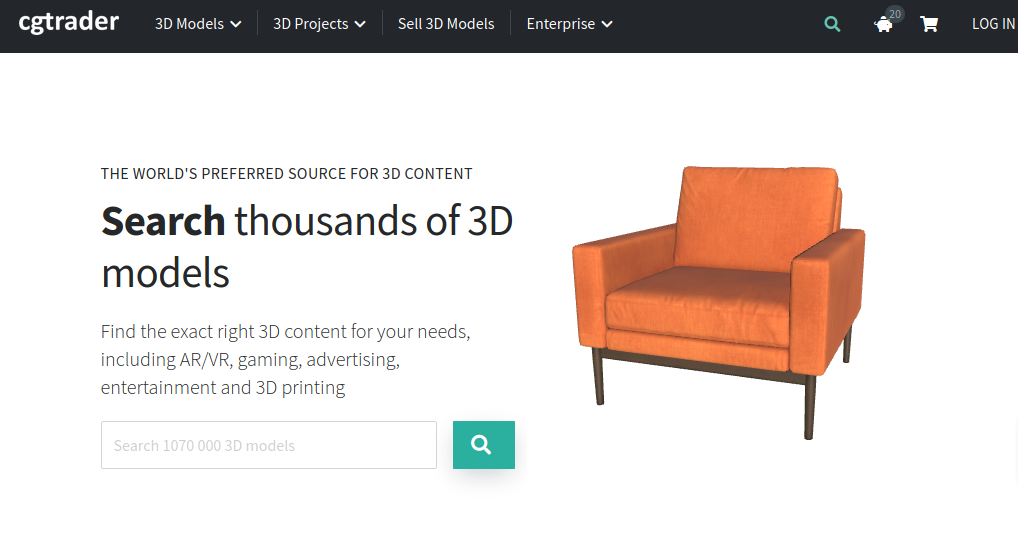 cgtrader 3D Models 3D Projects Sell 3D Models Enterprise 20 LOG IN
THE WORLD'S PREFERRED SOURCE FOR 3D CONTENT
Search thousands of 3D
models
Find the exact right 3D content for your needs,
including AR/VR, gaming, advertising,
entertainment and 3D printing
Search 1070 000 3D models